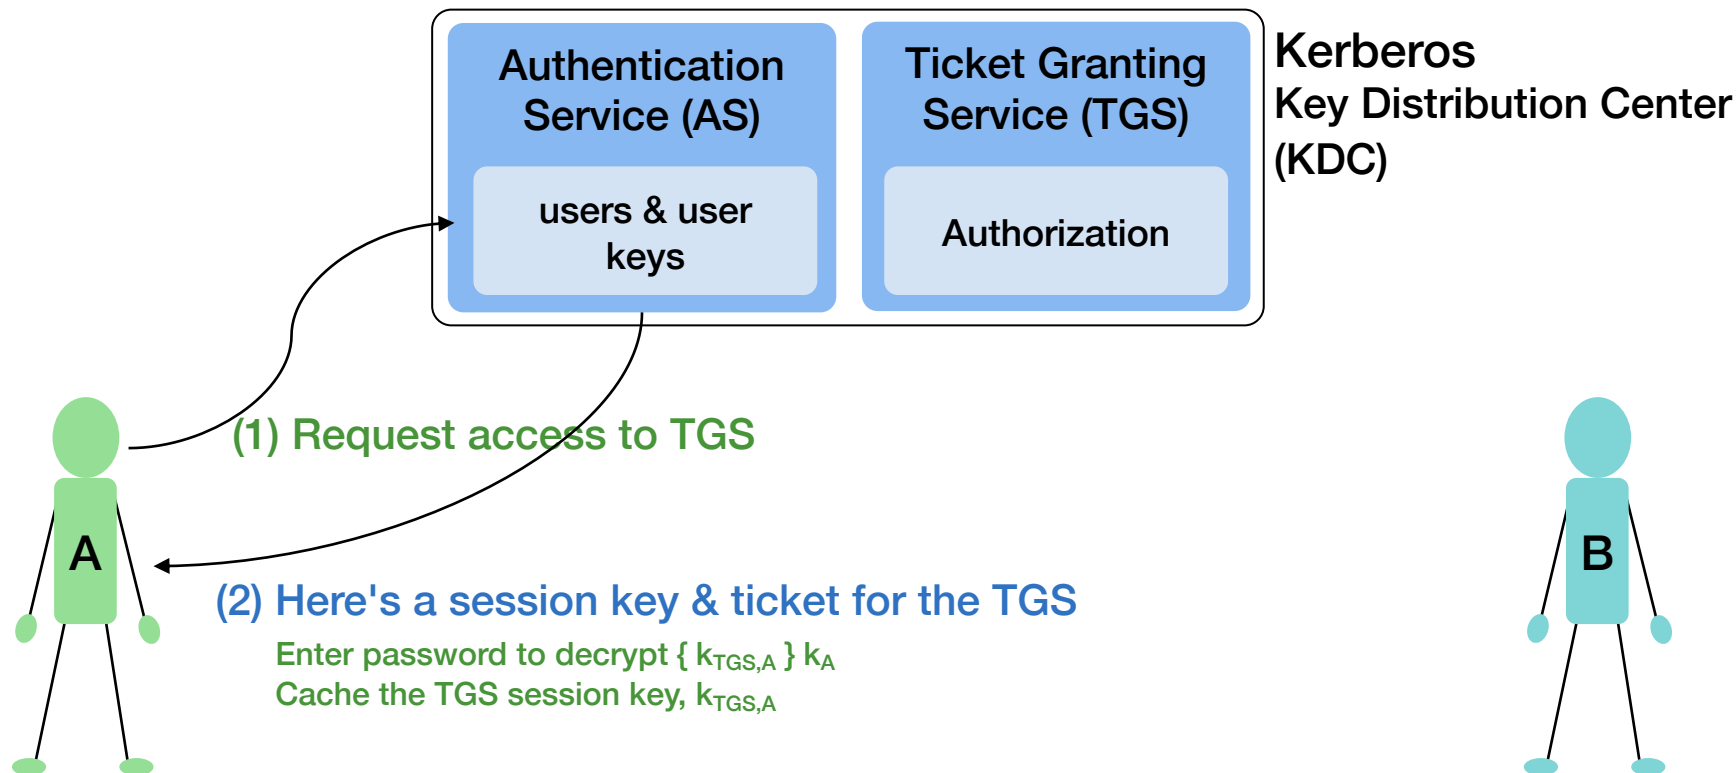 Authentication
Service (AS)
users & user
keys
Ticket Granting
Service (TGS)
Authorization
Kerberos
Key Distribution Center
(KDC)
(1) Request access to TGS
A
B
(2) Here's a session key & ticket for the TGS
Enter password to decrypt { kTGS,A } kA
Cache the TGS session key, kTGS,A